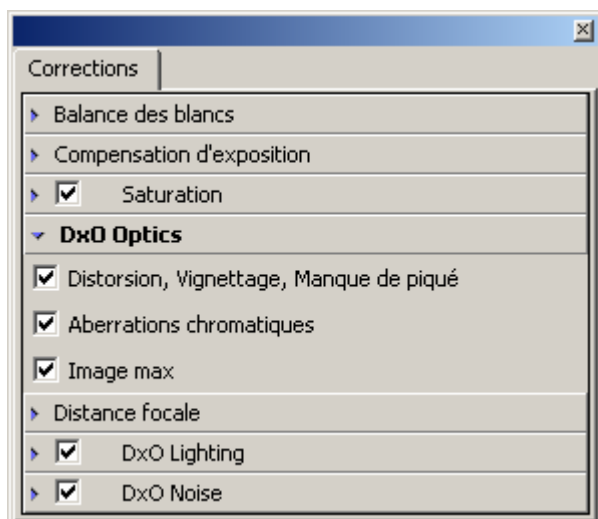 Corrections
Balance des blancs
Compensation d'exposition
Saturation
DxO Optics
Distorsion, Vignettage, Manque de piqué
Aberrations chromatiques
Image max
Distance focale
DxO Lighting
DxO Noise